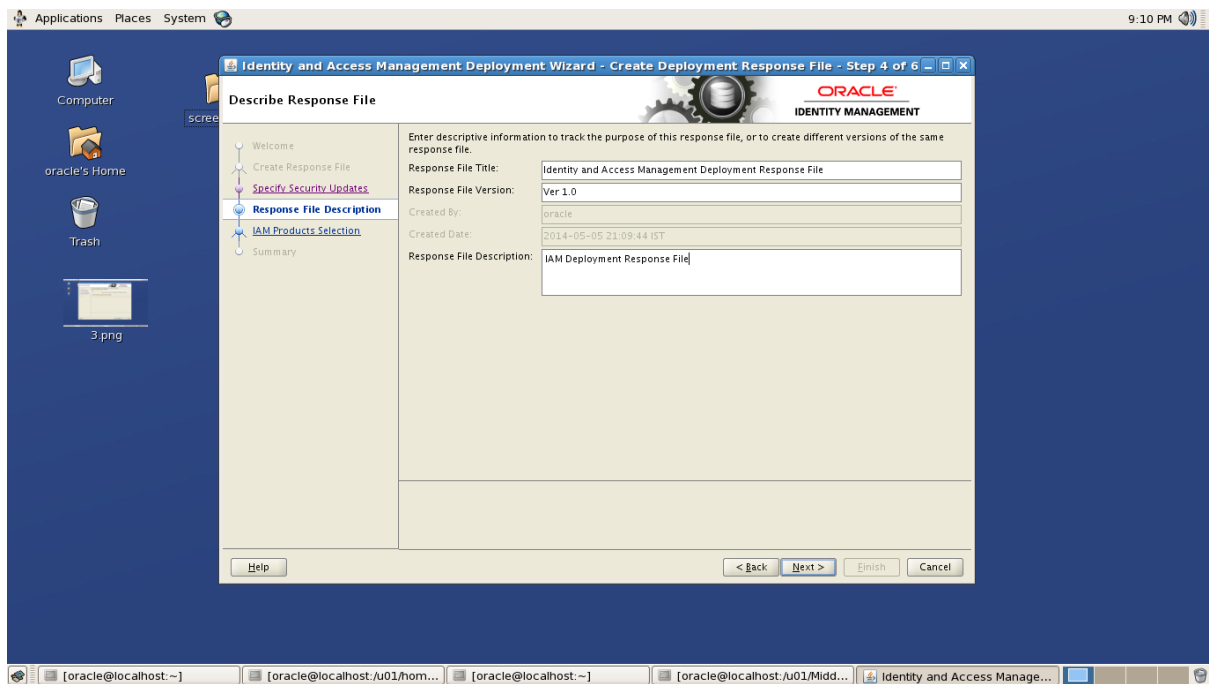 Applications Places System
9:10 PM
Computer
scree
oracle's Home
Trash
3.png
Identity and Access Management Deployment Wizard - Create Deployment Response File - Step 4 of 6
Describe Response File
ORACLE
IDENTITY MANAGEMENT
Welcome
Create Response File
Specify Security Updates
Response File Description
IAM Products Selection
Summary
Enter descriptive information to track the purpose of this response file, or to create different versions of the same
response file.
Response File Title: Identity and Access Management Deployment Response File
Response File Version: Ver 1.0
Created By: oracle
Created Date: 2014-05-05 21:09:44 IST
Response File Description: IAM Deployment Response File
Help < Back Next > Finish Cancel
[oracle@localhost:~] [oracle@localhost:/u01/hom... [oracle@localhost:~] [oracle@localhost:/u01/Midd... Identity and Access Manage...